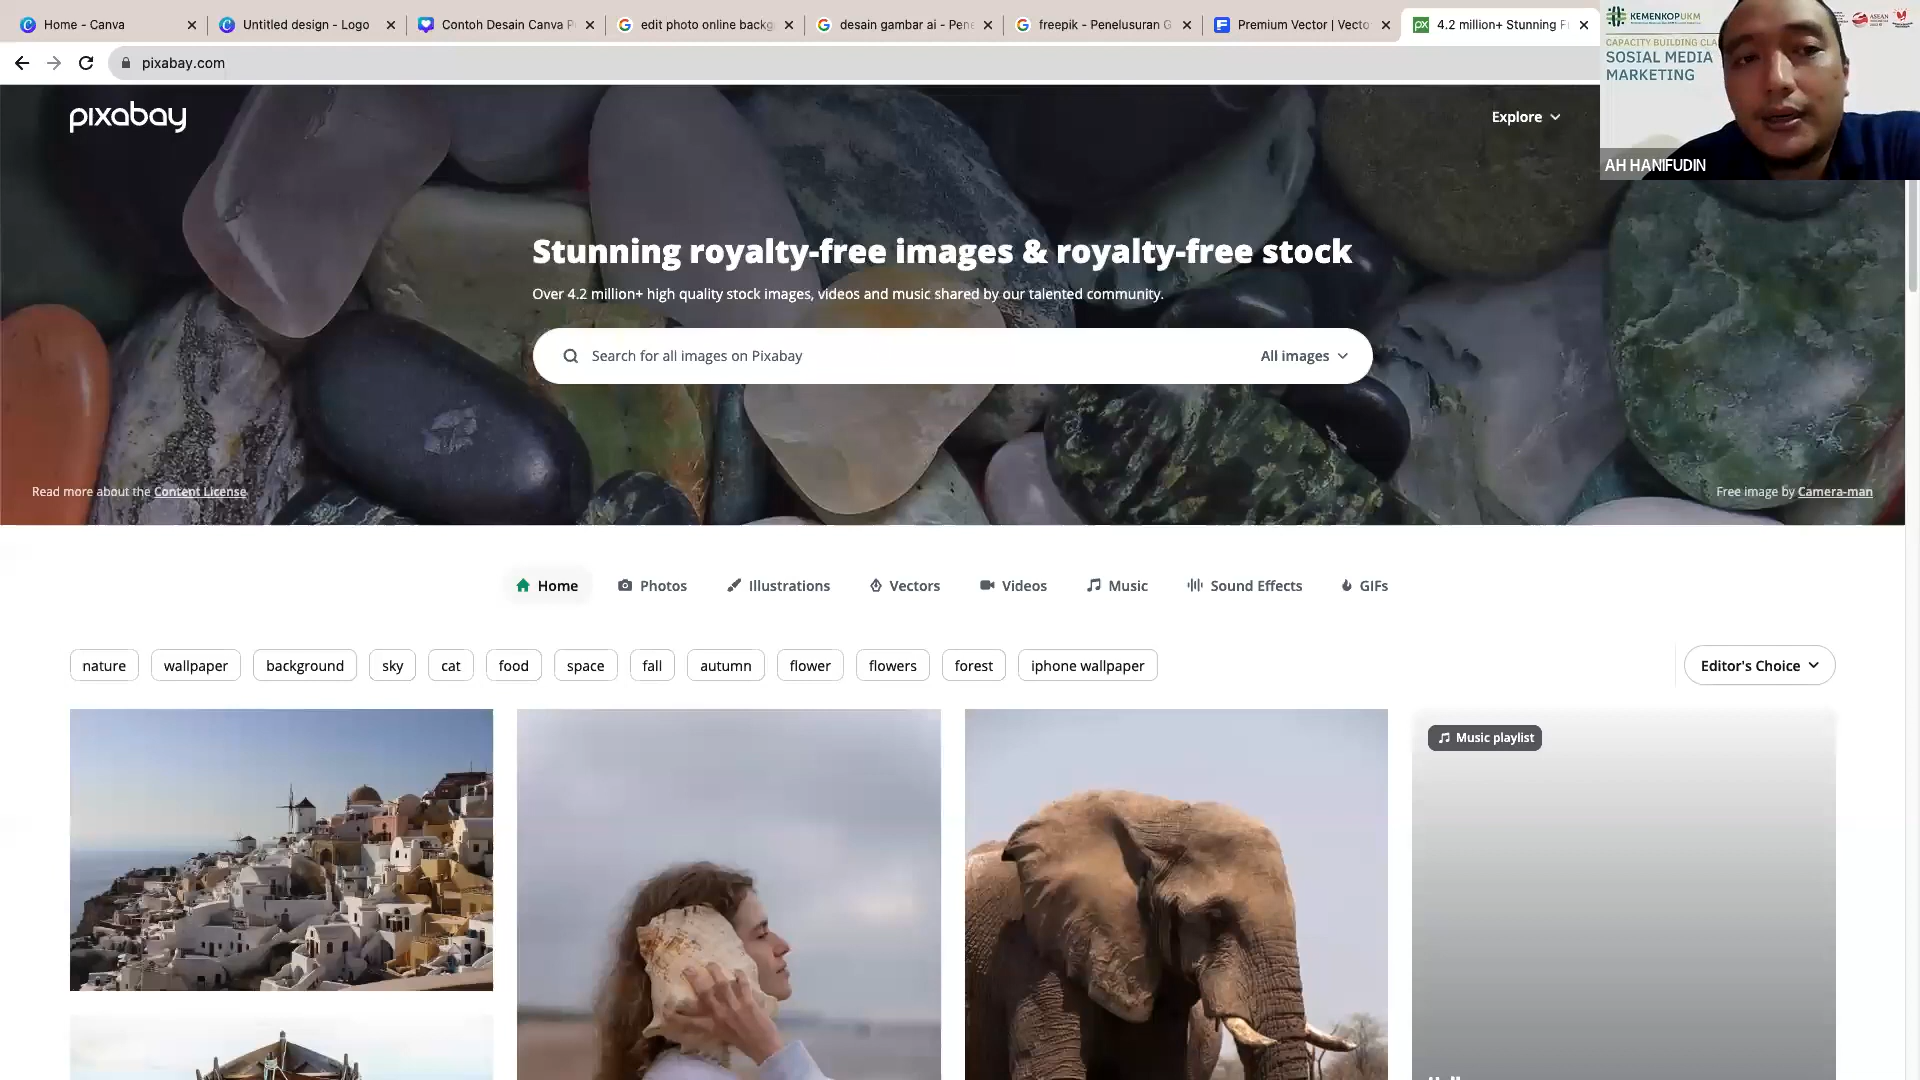 Home - Canva
Untitled design - Logo
Contoh Desain Canva P
edit photo online backg
desain gambar ai - Pene
freepik - Penelusuran G
Premium Vector | Vecto
4.2 million+ Stunning F
pixabay.com
KEMENKOPUKM
ASEAN
CAPACITY BUILDING CLA
SOSIAL MEDIA
MARKETING
AH HANIFUDIN
pixabay
Explore
Stunning royalty-free images & royalty-free stock
Over 4.2 million+ high quality stock images, videos and music shared by our talented community.
Search for all images on Pixabay
All images
Read more about the Content License
Free image by Camera-man
Home
Photos
Illustrations
Vectors
Videos
Music
Sound Effects
GIFs
nature
wallpaper
background
sky
cat
food
space
fall
autumn
flower
flowers
forest
iphone wallpaper
Editor's Choice
Music playlist